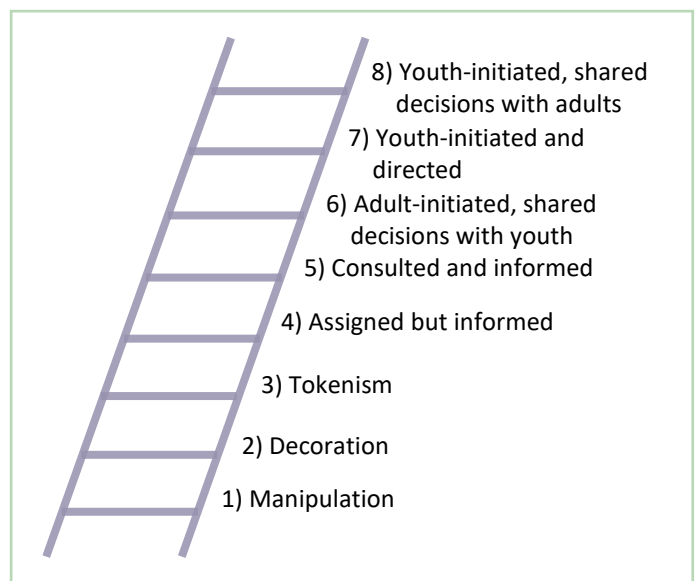 8) Youth-initiated, shared
decisions with adults
7) Youth-initiated and
directed
6) Adult-initiated, shared
decisions with youth
5) Consulted and informed
4) Assigned but informed
3) Tokenism
2) Decoration
1) Manipulation